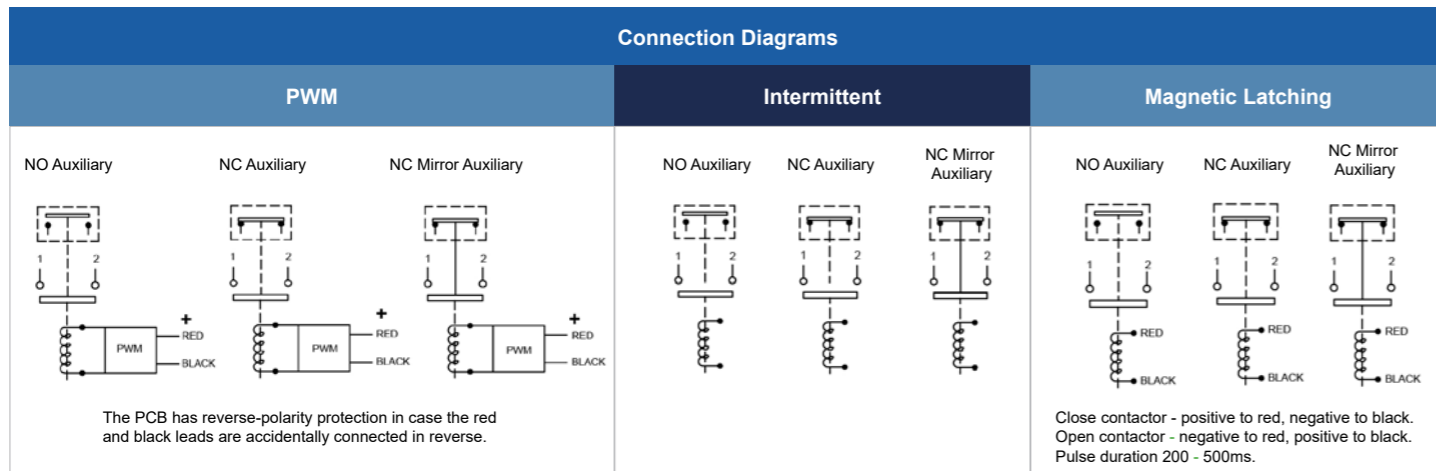 Connection Diagrams
PWM
Intermittent
Magnetic Latching
NO Auxiliary
NC Auxiliary
NC Mirror Auxiliary
NO Auxiliary
NC Auxiliary
NC Mirror
Auxiliary
NO Auxiliary
NC Auxiliary
NC Mirror
Auxiliary
1 2
1 2
1 2
1 2
1 2
1 2
1 2
1 2
1 2
+
RED
PWM
BLACK
+
RED
PWM
BLACK
+
RED
PWM
BLACK
RED
BLACK
RED
BLACK
RED
BLACK
The PCB has reverse-polarity protection in case the red
and black leads are accidentally connected in reverse.
Close contactor - positive to red, negative to black.
Open contactor - negative to red, positive to black.
Pulse duration 200 - 500ms.